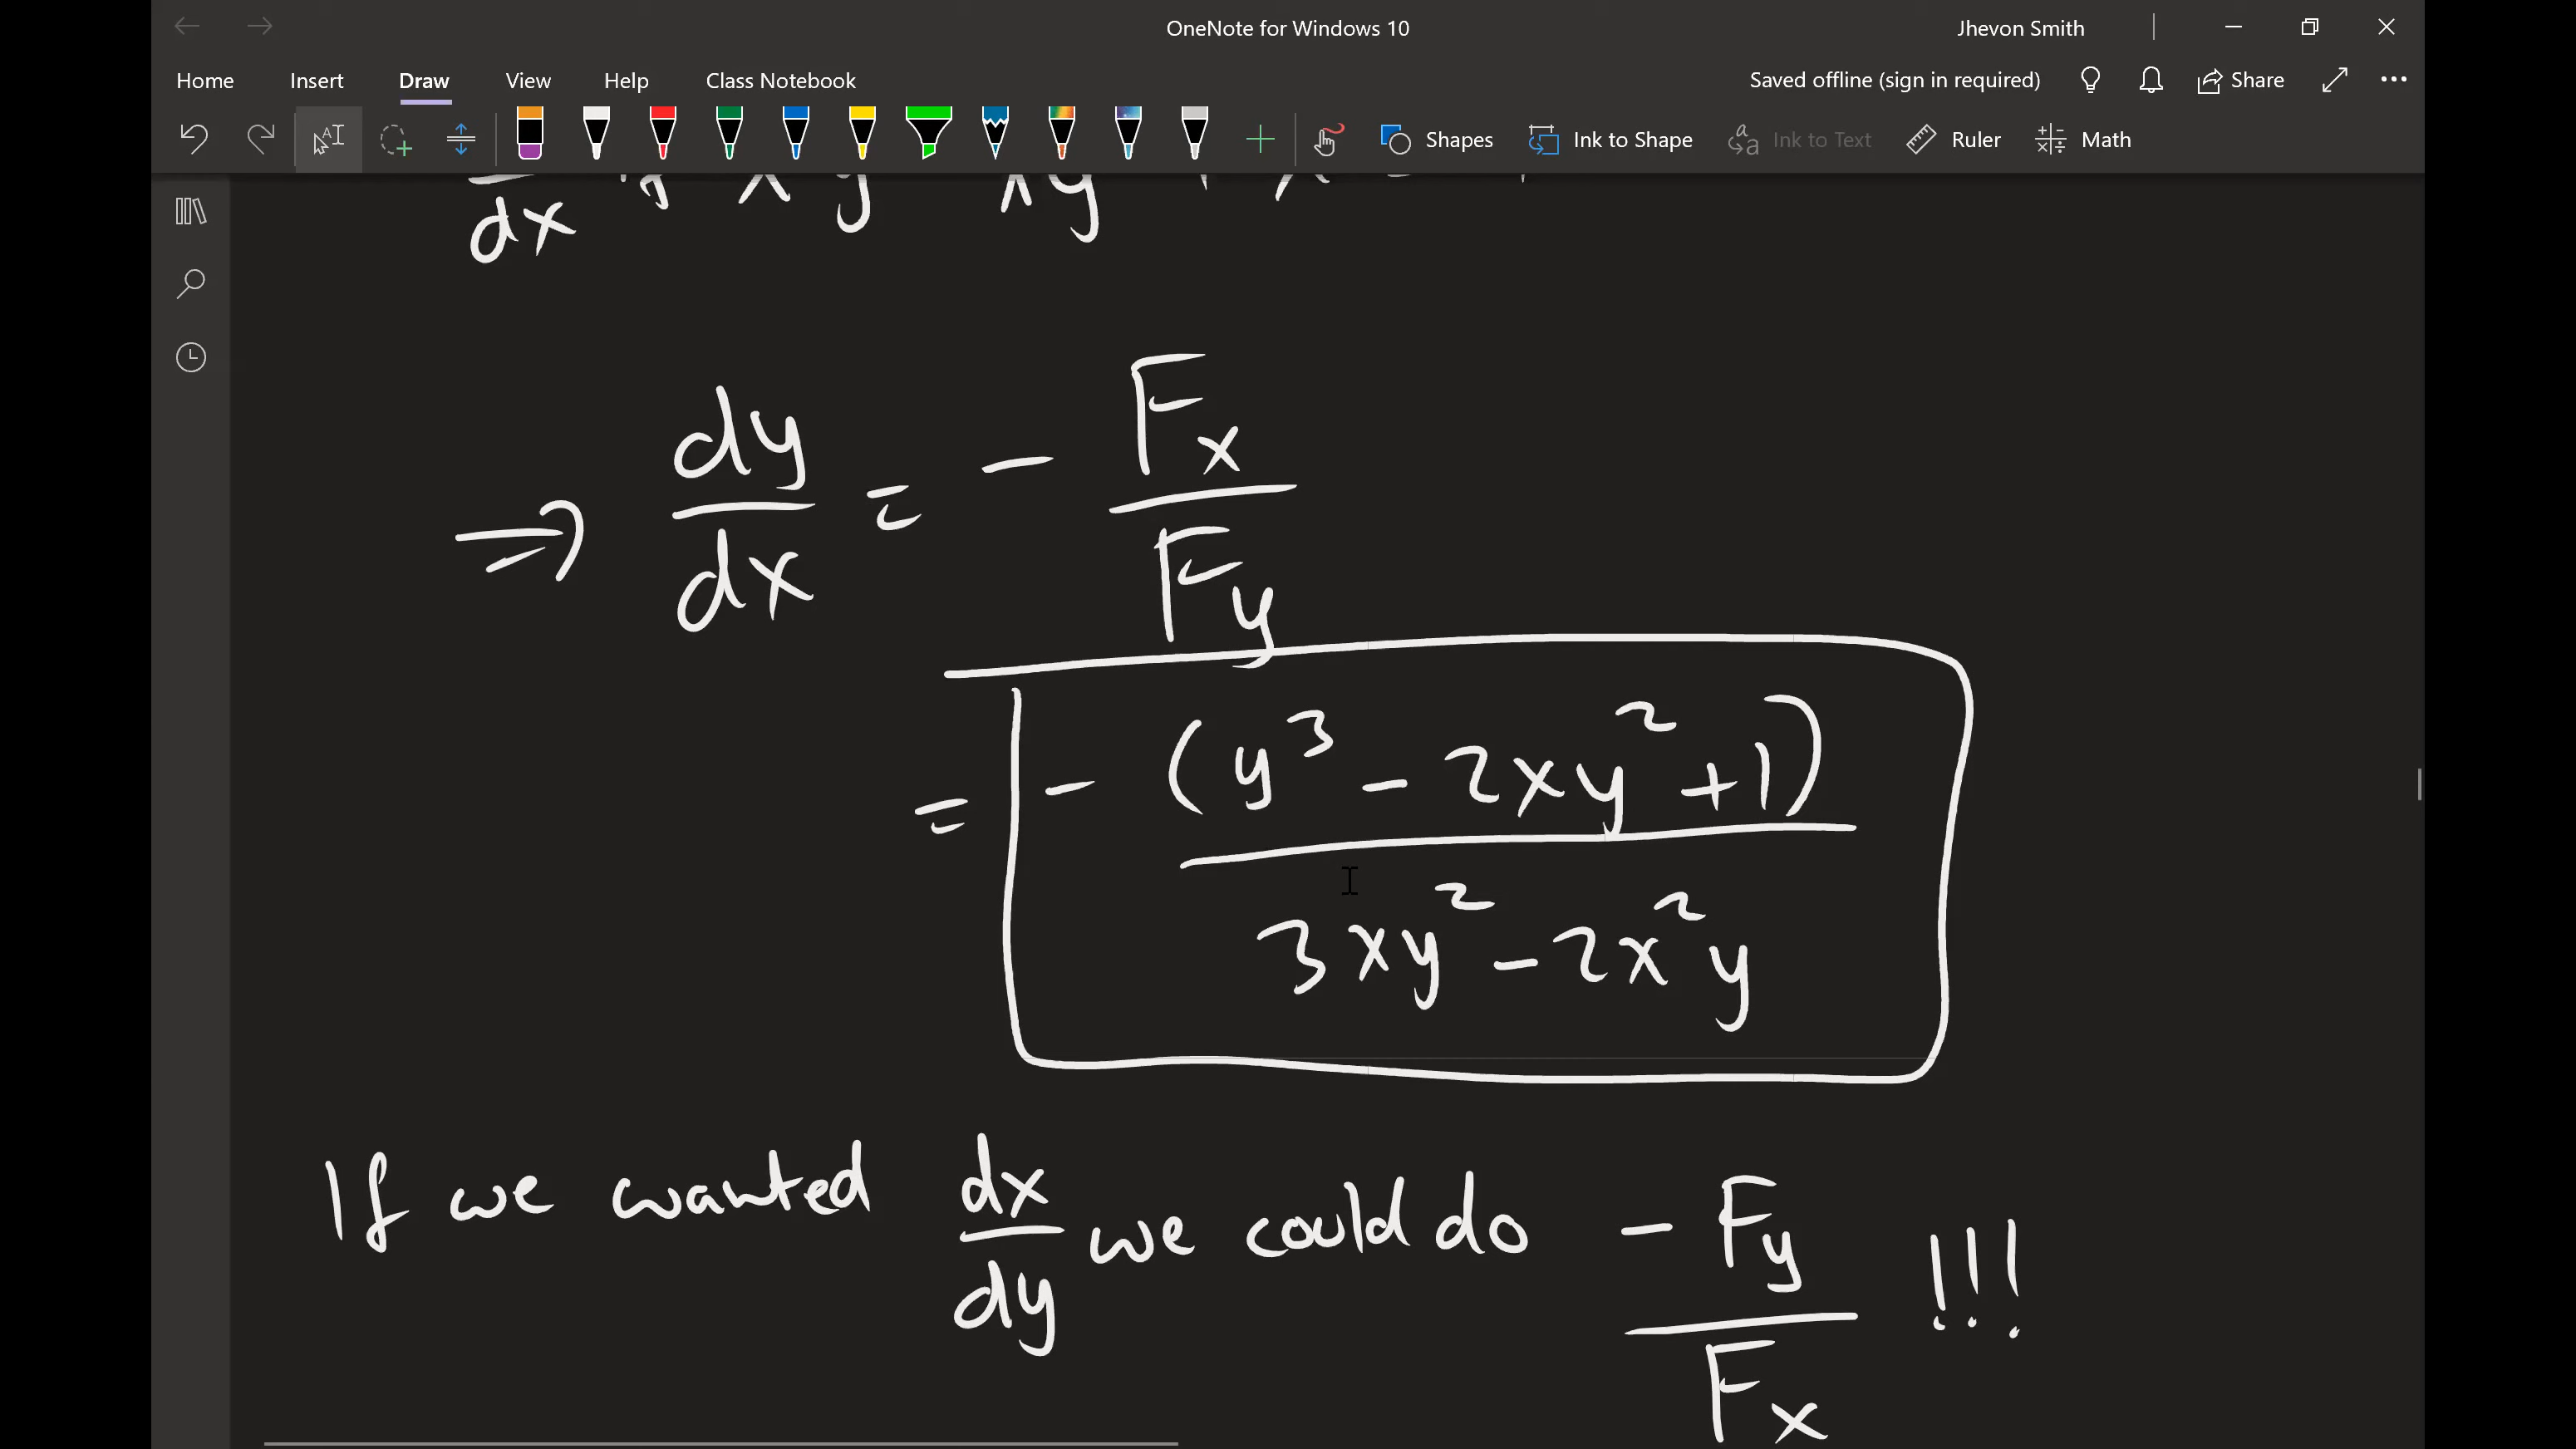 OneNote for Windows 10
Jhevon Smith
Home Insert Draw View Help Class Notebook
Saved offline (sign in required) Share
Shapes Ink to Shape Ink to Text Ruler Math
dx
⇒ dy/dx = - Fx/Fy
= - (y³ - 2xy² + 1)
3xy² - 2x²y
If we wanted dx/dy we could do - Fy/Fx !!!